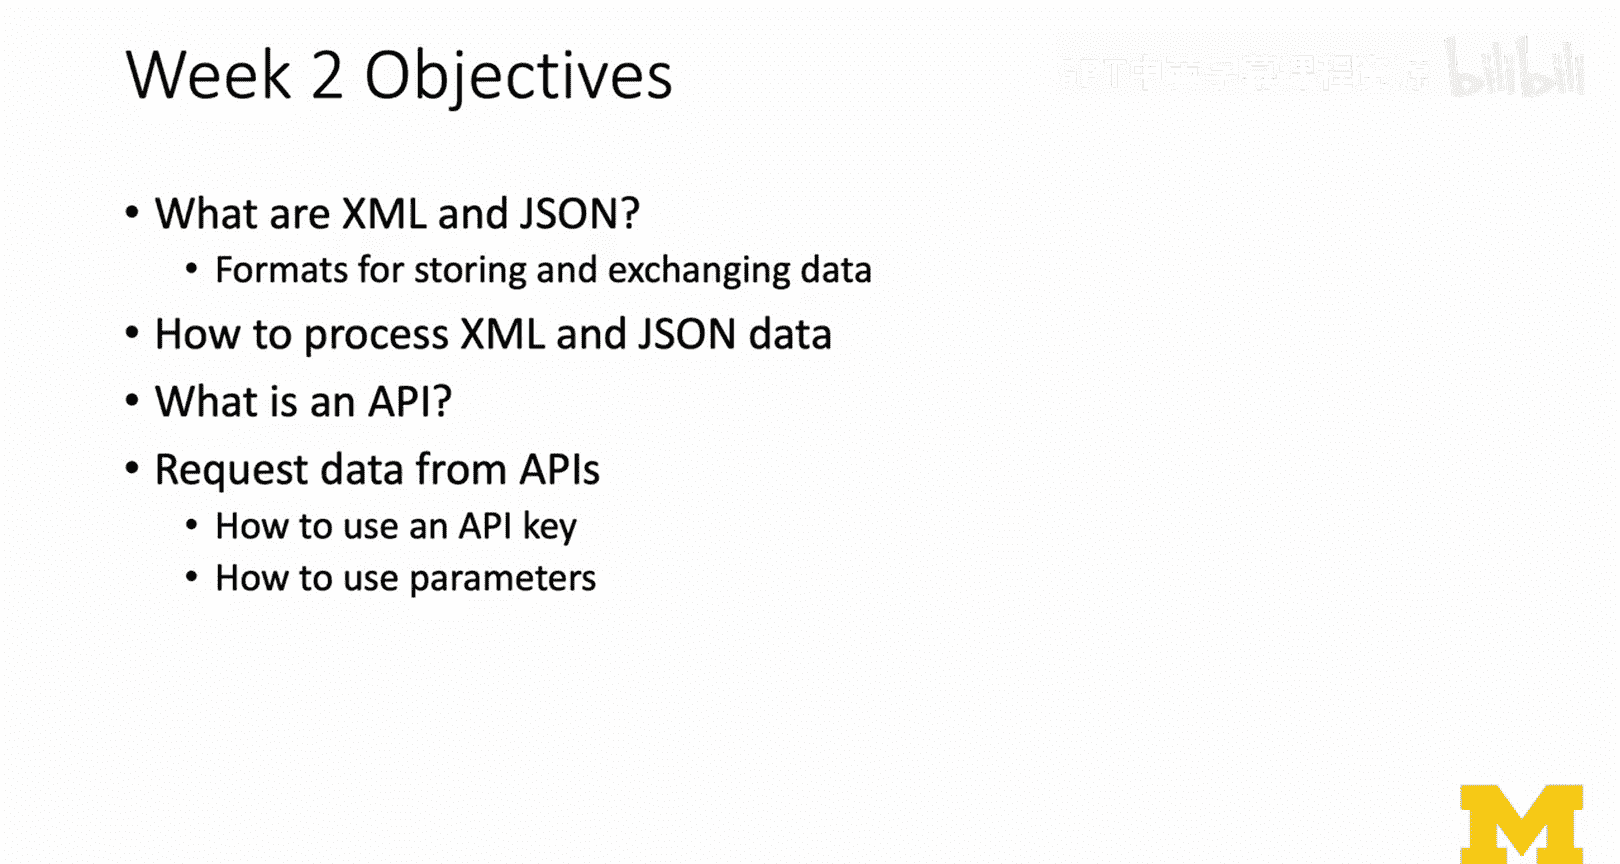 Week 2 Objectives
bilibili
• What are XML and JSON?
• Formats for storing and exchanging data
• How to process XML and JSON data
• What is an API?
• Request data from APIs
• How to use an API key
• How to use parameters
M